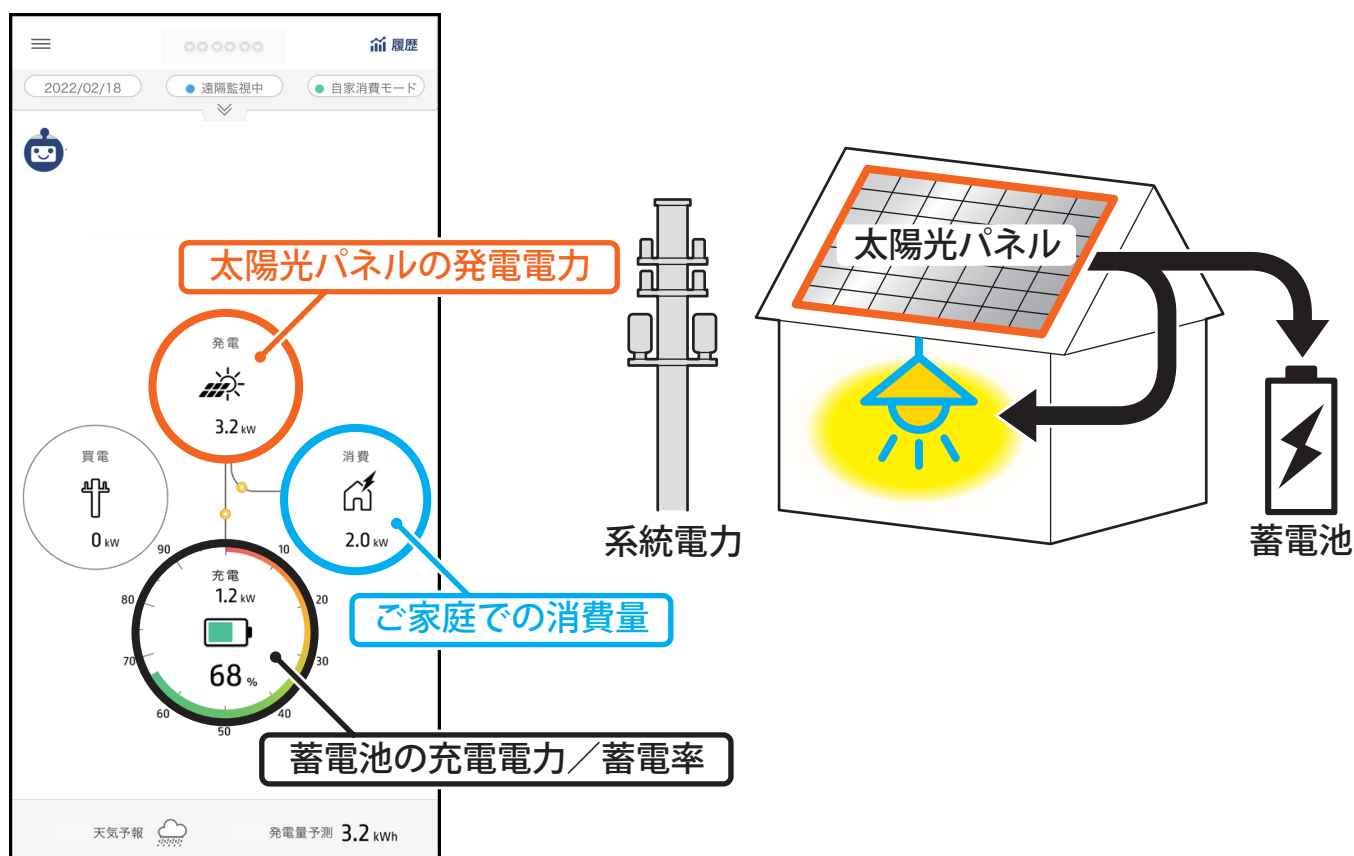 履歴
2022/02/18
遠隔監視中
自家消費モード
太陽光パネルの発電電力
発電
3.2 kW
買電
0 kW
消費
2.0 kW
90
10
80
20
70
30
60
40
50
充電
1.2 kW
68 %
ご家庭での消費量
蓄電池の充電電力／蓄電率
天気予報
発電量予測 3.2 kWh
太陽光パネル
系統電力
蓄電池